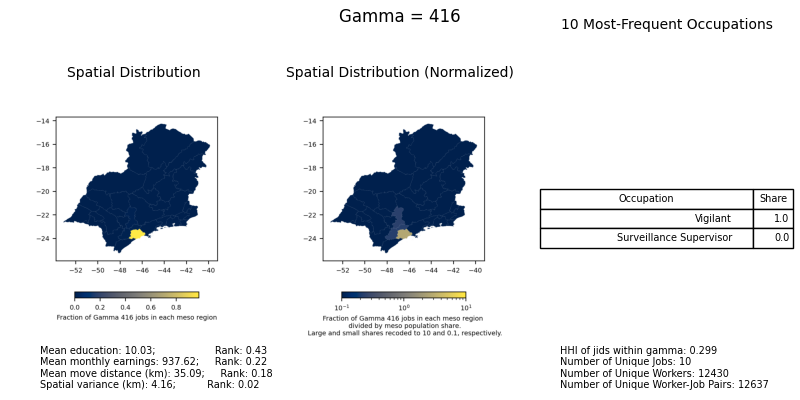 Gamma = 416
10 Most-Frequent Occupations
Spatial Distribution
Spatial Distribution (Normalized)
−14
−16
−18
−20
−22
−24
−52 −50 −48 −46 −44 −42 −40
0.0 0.2 0.4 0.6 0.8
Fraction of Gamma 416 jobs in each meso region
−14
−16
−18
−20
−22
−24
−52 −50 −48 −46 −44 −42 −40
10⁻¹ 10⁰ 10¹
Fraction of Gamma 416 jobs in each meso region
divided by meso population share.
Large and small shares recoded to 10 and 0.1, respectively.
Occupation Share
Vigilant 1.0
Surveillance Supervisor 0.0
Mean education: 10.03; Rank: 0.43
Mean monthly earnings: 937.62; Rank: 0.22
Mean move distance (km): 35.09; Rank: 0.18
Spatial variance (km): 4.16; Rank: 0.02
HHI of jids within gamma: 0.299
Number of Unique Jobs: 10
Number of Unique Workers: 12430
Number of Unique Worker-Job Pairs: 12637